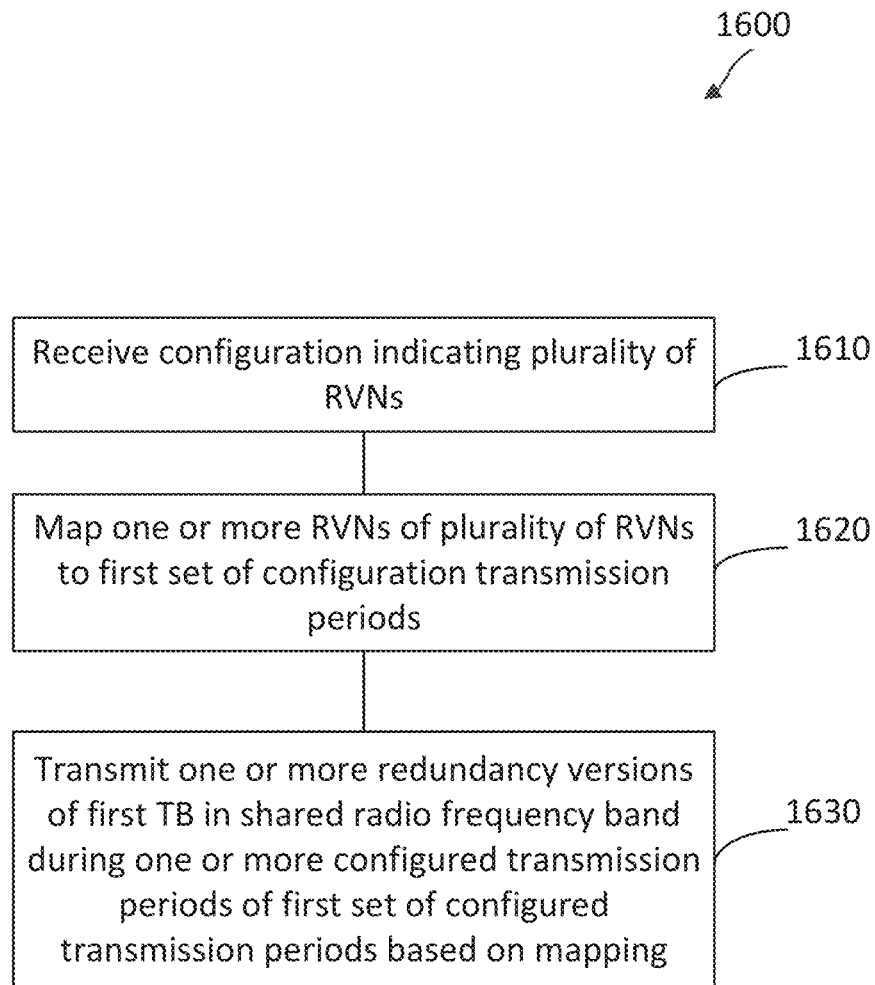 1600
Receive configuration indicating plurality of
RVNs
1610
Map one or more RVNs of plurality of RVNs
to first set of configuration transmission
periods
1620
Transmit one or more redundancy versions
of first TB in shared radio frequency band
during one or more configured transmission
periods of first set of configured
transmission periods based on mapping
1630